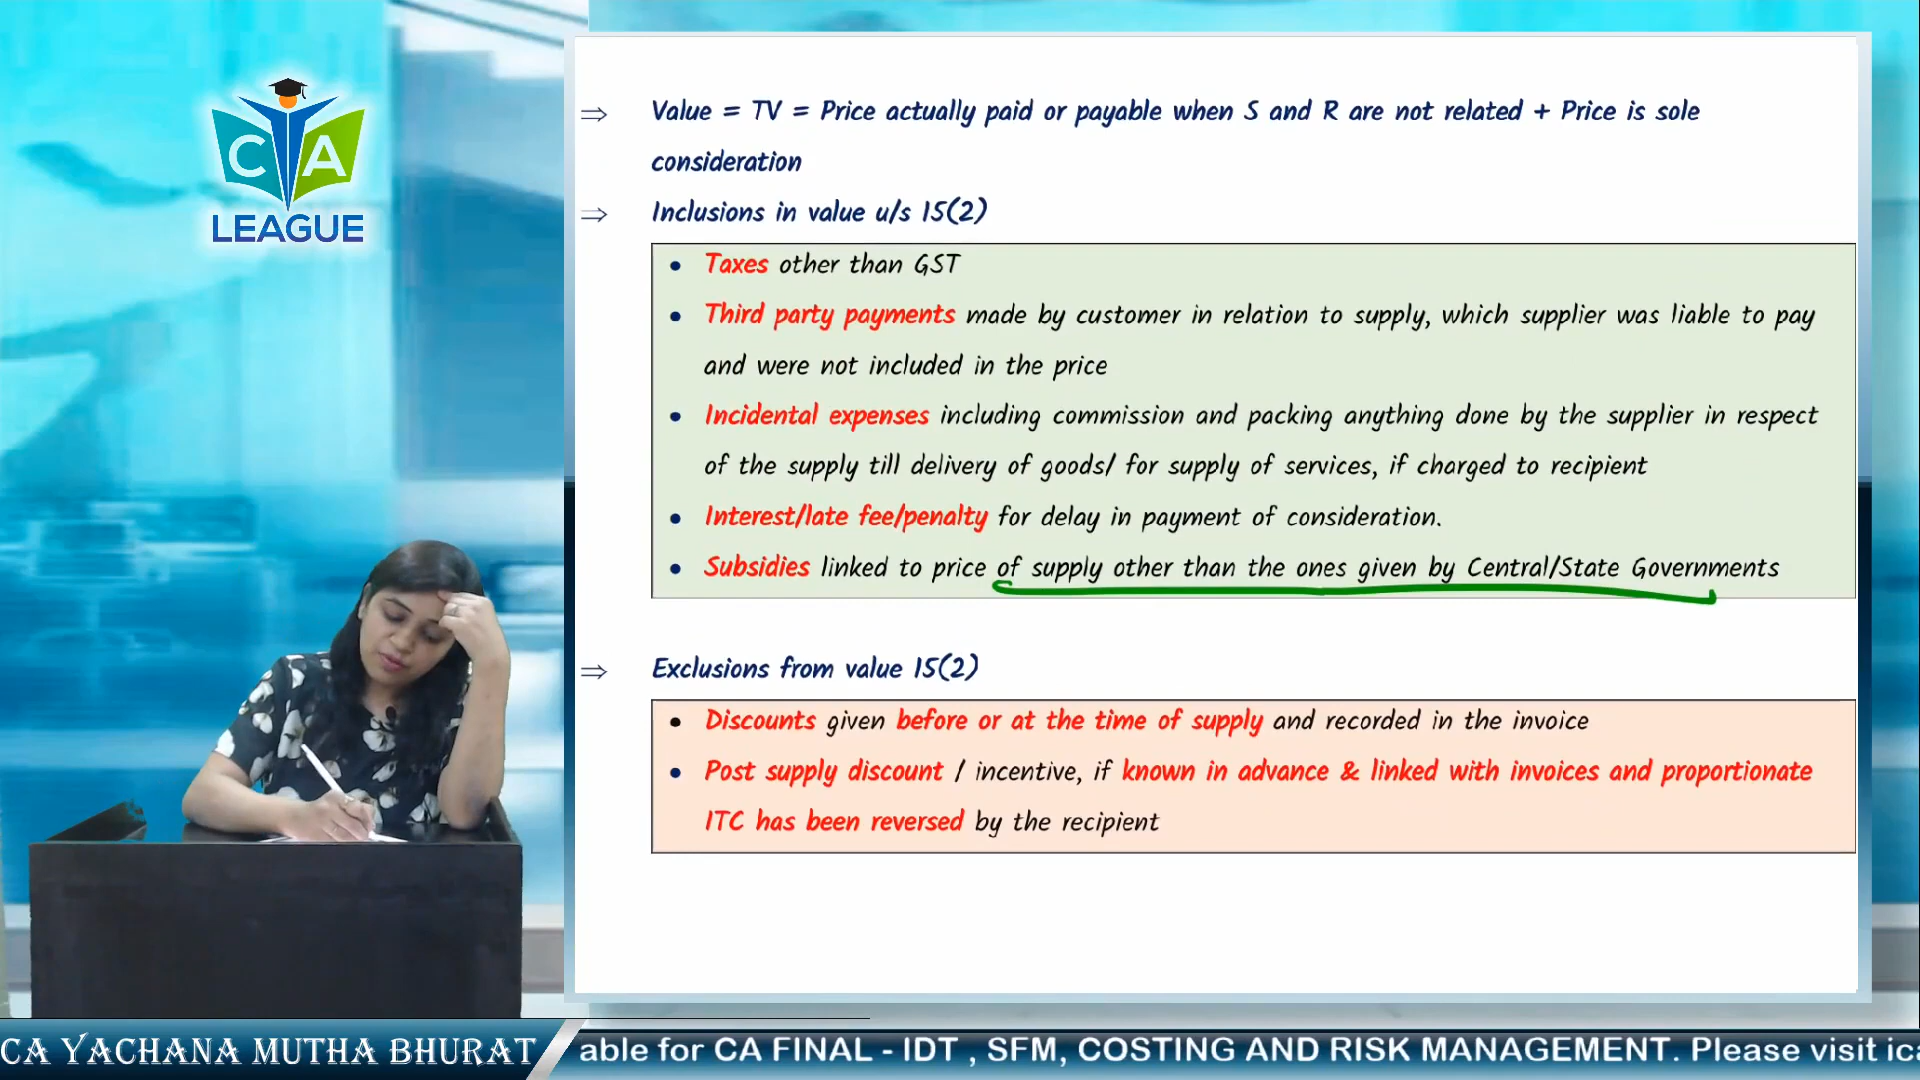 CA
LEAGUE
⇒ Value = TV = Price actually paid or payable when S and R are not related + Price is sole
consideration
⇒ Inclusions in value u/s 15(2)
• Taxes other than GST
• Third party payments made by customer in relation to supply, which supplier was liable to pay
and were not included in the price
• Incidental expenses including commission and packing anything done by the supplier in respect
of the supply till delivery of goods/ for supply of services, if charged to recipient
• Interest/late fee/penalty for delay in payment of consideration.
• Subsidies linked to price of supply other than the ones given by Central/State Governments
⇒ Exclusions from value 15(2)
• Discounts given before or at the time of supply and recorded in the invoice
• Post supply discount / incentive, if known in advance & linked with invoices and proportionate
ITC has been reversed by the recipient
CA YACHANA MUTHA BHURAT
able for CA FINAL - IDT , SFM, COSTING AND RISK MANAGEMENT. Please visit ica